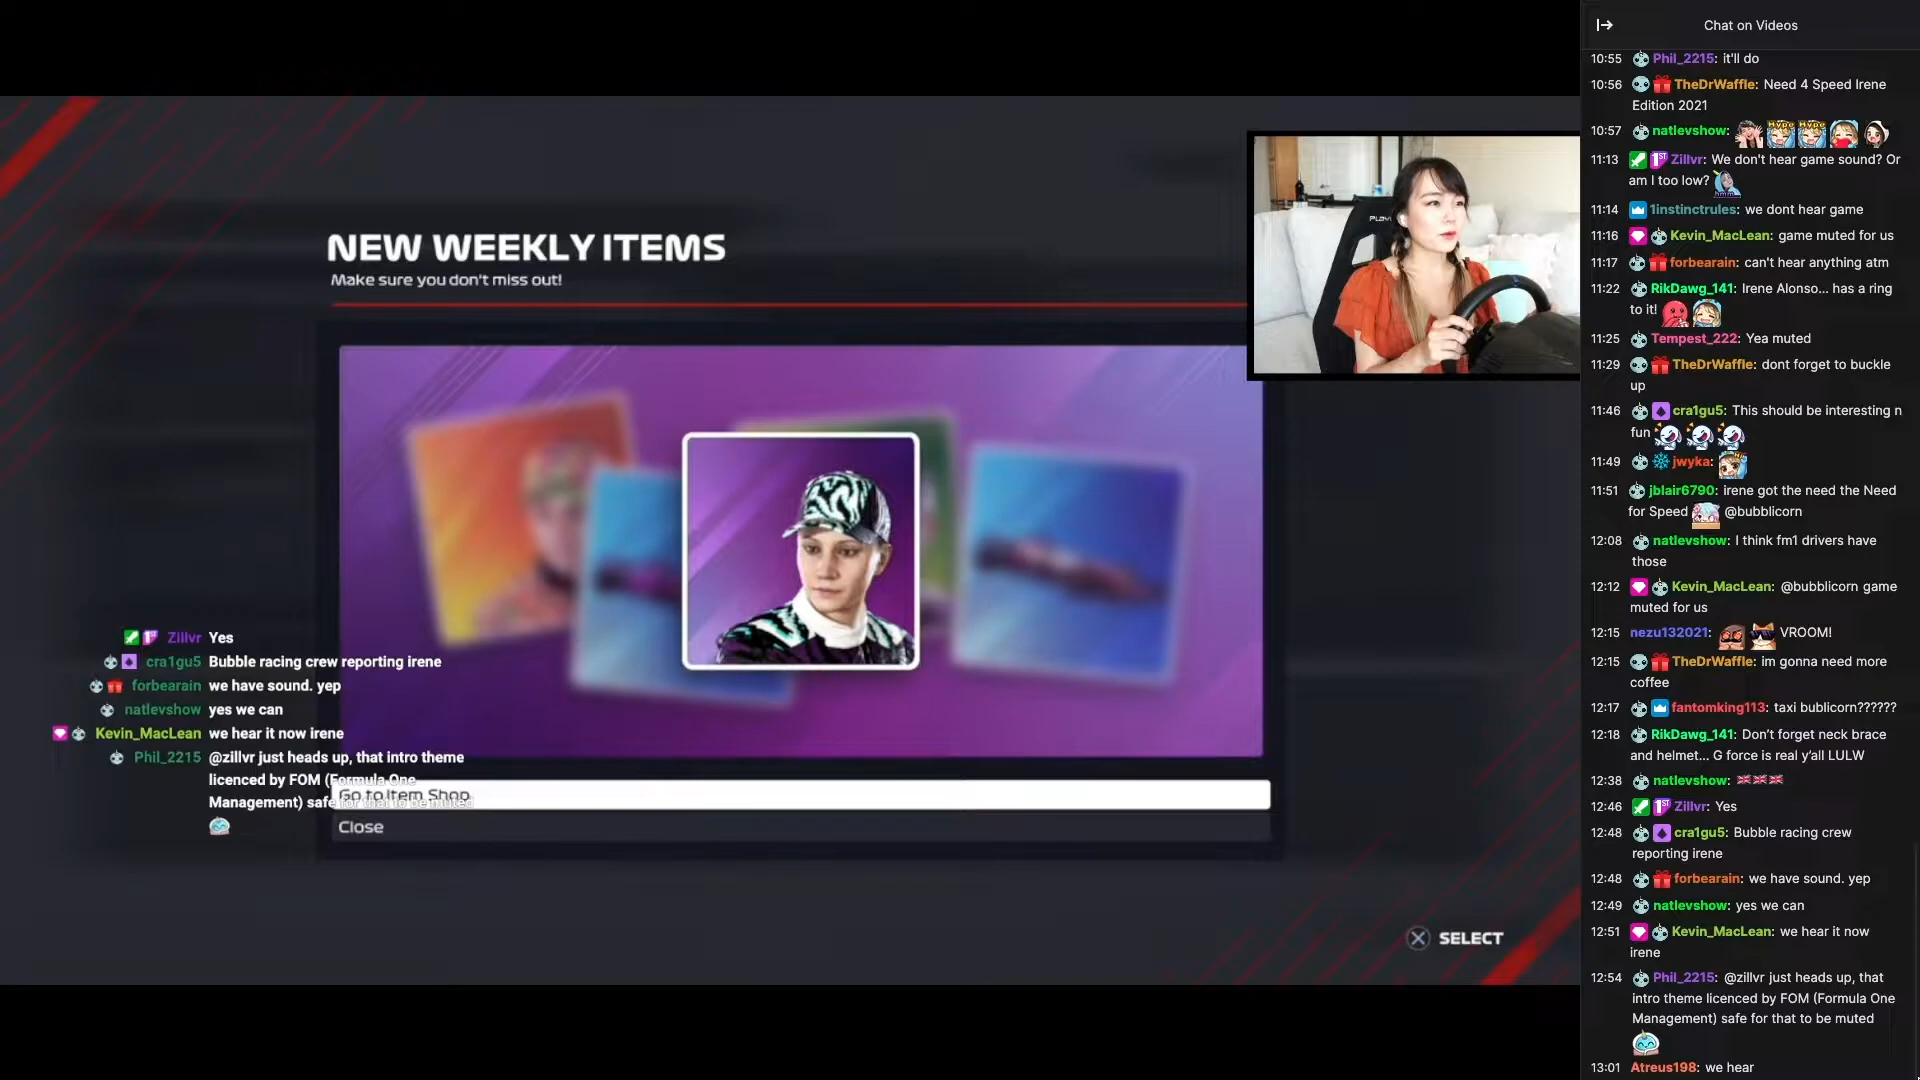 NEW WEEKLY ITEMS
Make sure you don't miss out!
Zillvr Yes
cra1gu5 Bubble racing crew reporting irene
forbearain we have sound. yep
natlevshow yes we can
Kevin_MacLean we hear it now irene
Phil_2215 @zillvr just heads up, that intro theme
licenced by FOM (Formula One
Management) safe for that to be muted
Go to Item Shop
Close
SELECT
Chat on Videos
10:55 Phil_2215: it'll do
10:56 TheDrWaffle: Need 4 Speed Irene
Edition 2021
10:57 natlevshow:
11:13 Zillvr: We don't hear game sound? Or
am I too low?
11:14 1instinctrules: we dont hear game
11:16 Kevin_MacLean: game muted for us
11:17 forbearain: can't hear anything atm
11:22 RikDawg_141: Irene Alonso... has a ring
to it!
11:25 Tempest_222: Yea muted
11:29 TheDrWaffle: dont forget to buckle
up
11:46 cra1gu5: This should be interesting n
fun
11:49 jwyka:
11:51 jblair6790: irene got the need the Need
for Speed @bubblicorn
12:08 natlevshow: I think fm1 drivers have
those
12:12 Kevin_MacLean: @bubblicorn game
muted for us
12:15 nezu132021: VROOM!
12:15 TheDrWaffle: im gonna need more
coffee
12:17 fantomking113: taxi bublicorn??????
12:18 RikDawg_141: Don't forget neck brace
and helmet... G force is real y'all LULW
12:38 natlevshow:
12:46 Zillvr: Yes
12:48 cra1gu5: Bubble racing crew
reporting irene
12:48 forbearain: we have sound. yep
12:49 natlevshow: yes we can
12:51 Kevin_MacLean: we hear it now
irene
12:54 Phil_2215: @zillvr just heads up, that
intro theme licenced by FOM (Formula One
Management) safe for that to be muted
13:01 Atreus198: we hear